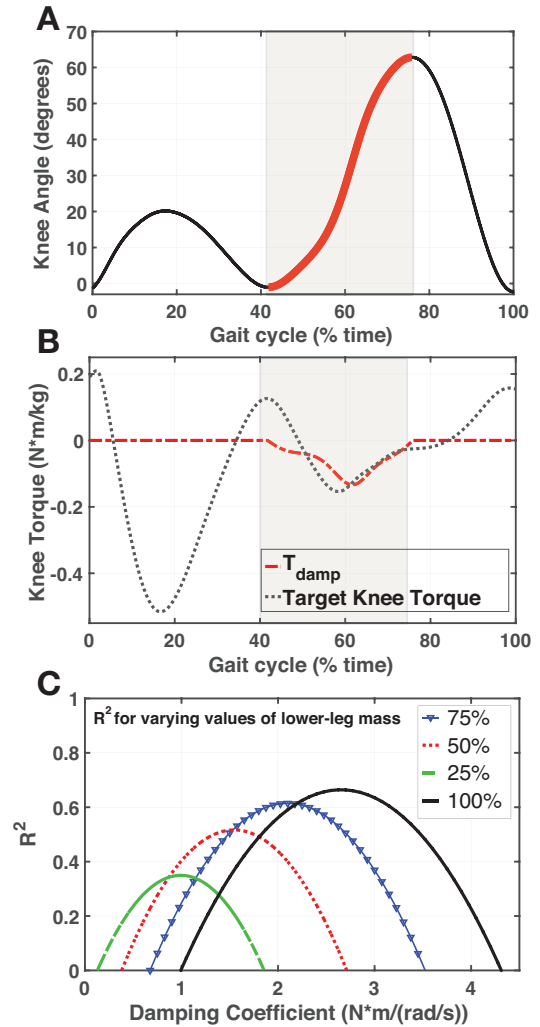 A
70
60
50
40
30
20
10
0
Knee Angle (degrees)
0 20 40 60 80 100
Gait cycle (% time)
B
0.2
0
-0.2
-0.4
Knee Torque (N*m/kg)
T_damp
Target Knee Torque
0 20 40 60 80 100
Gait cycle (% time)
C
1
0.8
0.6
0.4
0.2
0
R²
R² for varying values of lower-leg mass
75%
50%
25%
100%
0 1 2 3 4
Damping Coefficient (N*m/(rad/s))